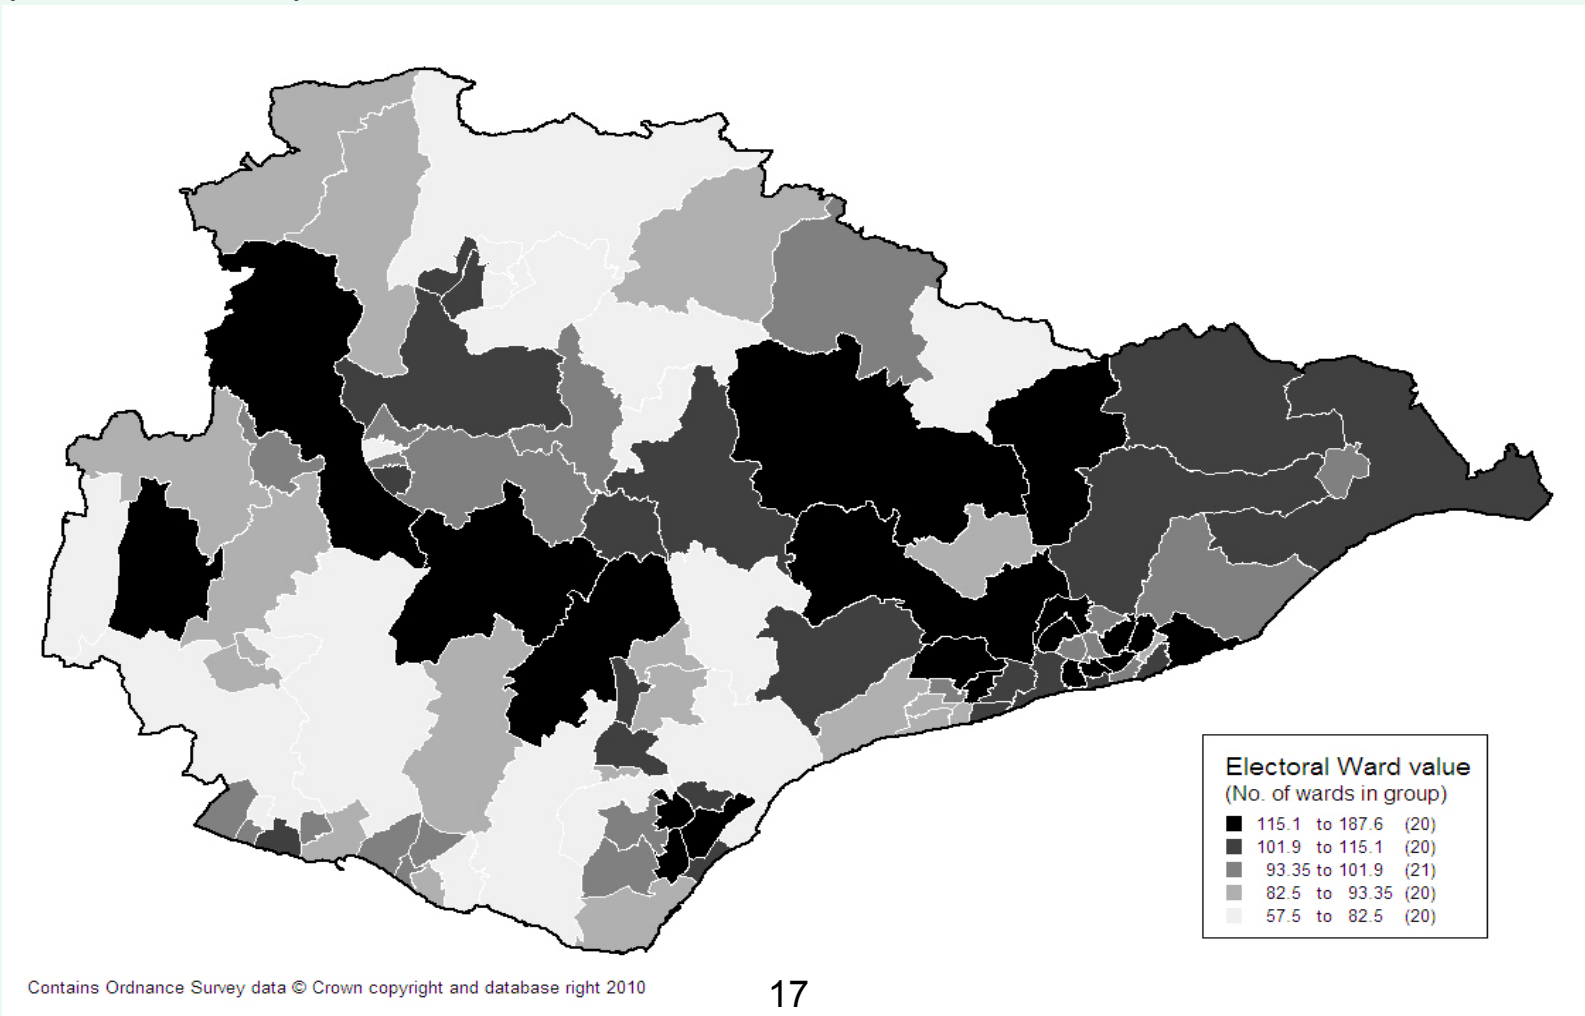 Electoral Ward value
(No. of wards in group)
115.1 to 187.6 (20)
101.9 to 115.1 (20)
93.35 to 101.9 (21)
82.5 to 93.35 (20)
57.5 to 82.5 (20)
Contains Ordnance Survey data © Crown copyright and database right 2010
17